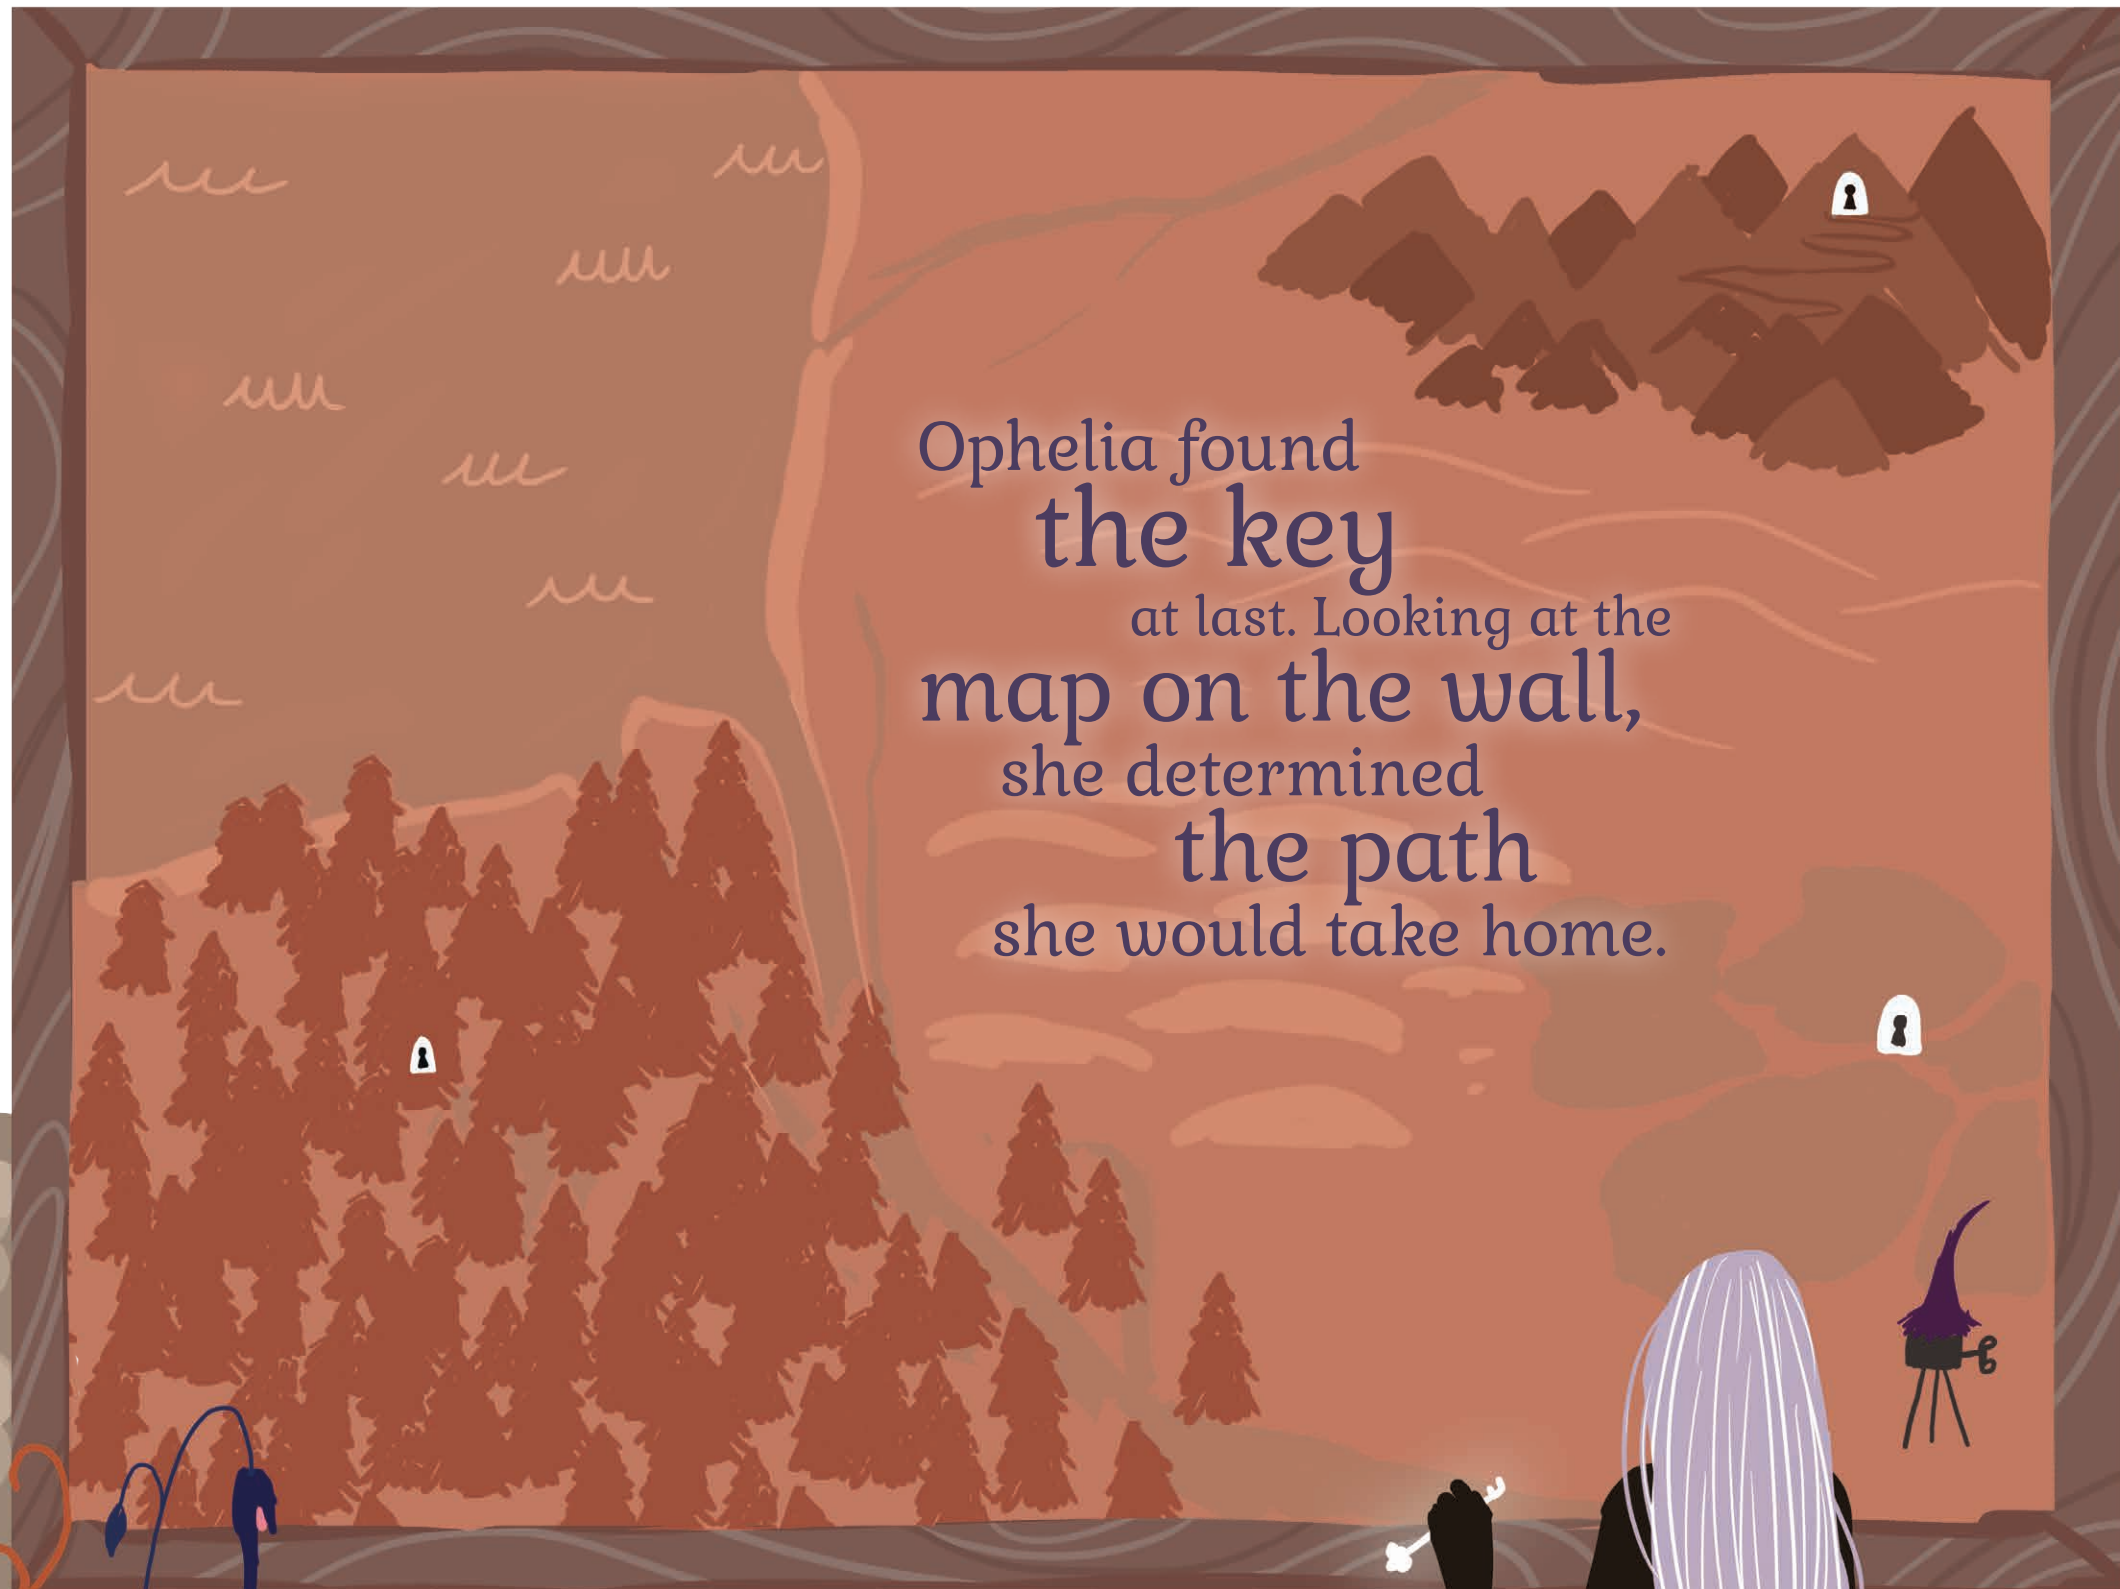 Ophelia found
the key
at last. Looking at the
map on the wall,
she determined
the path
she would take home.